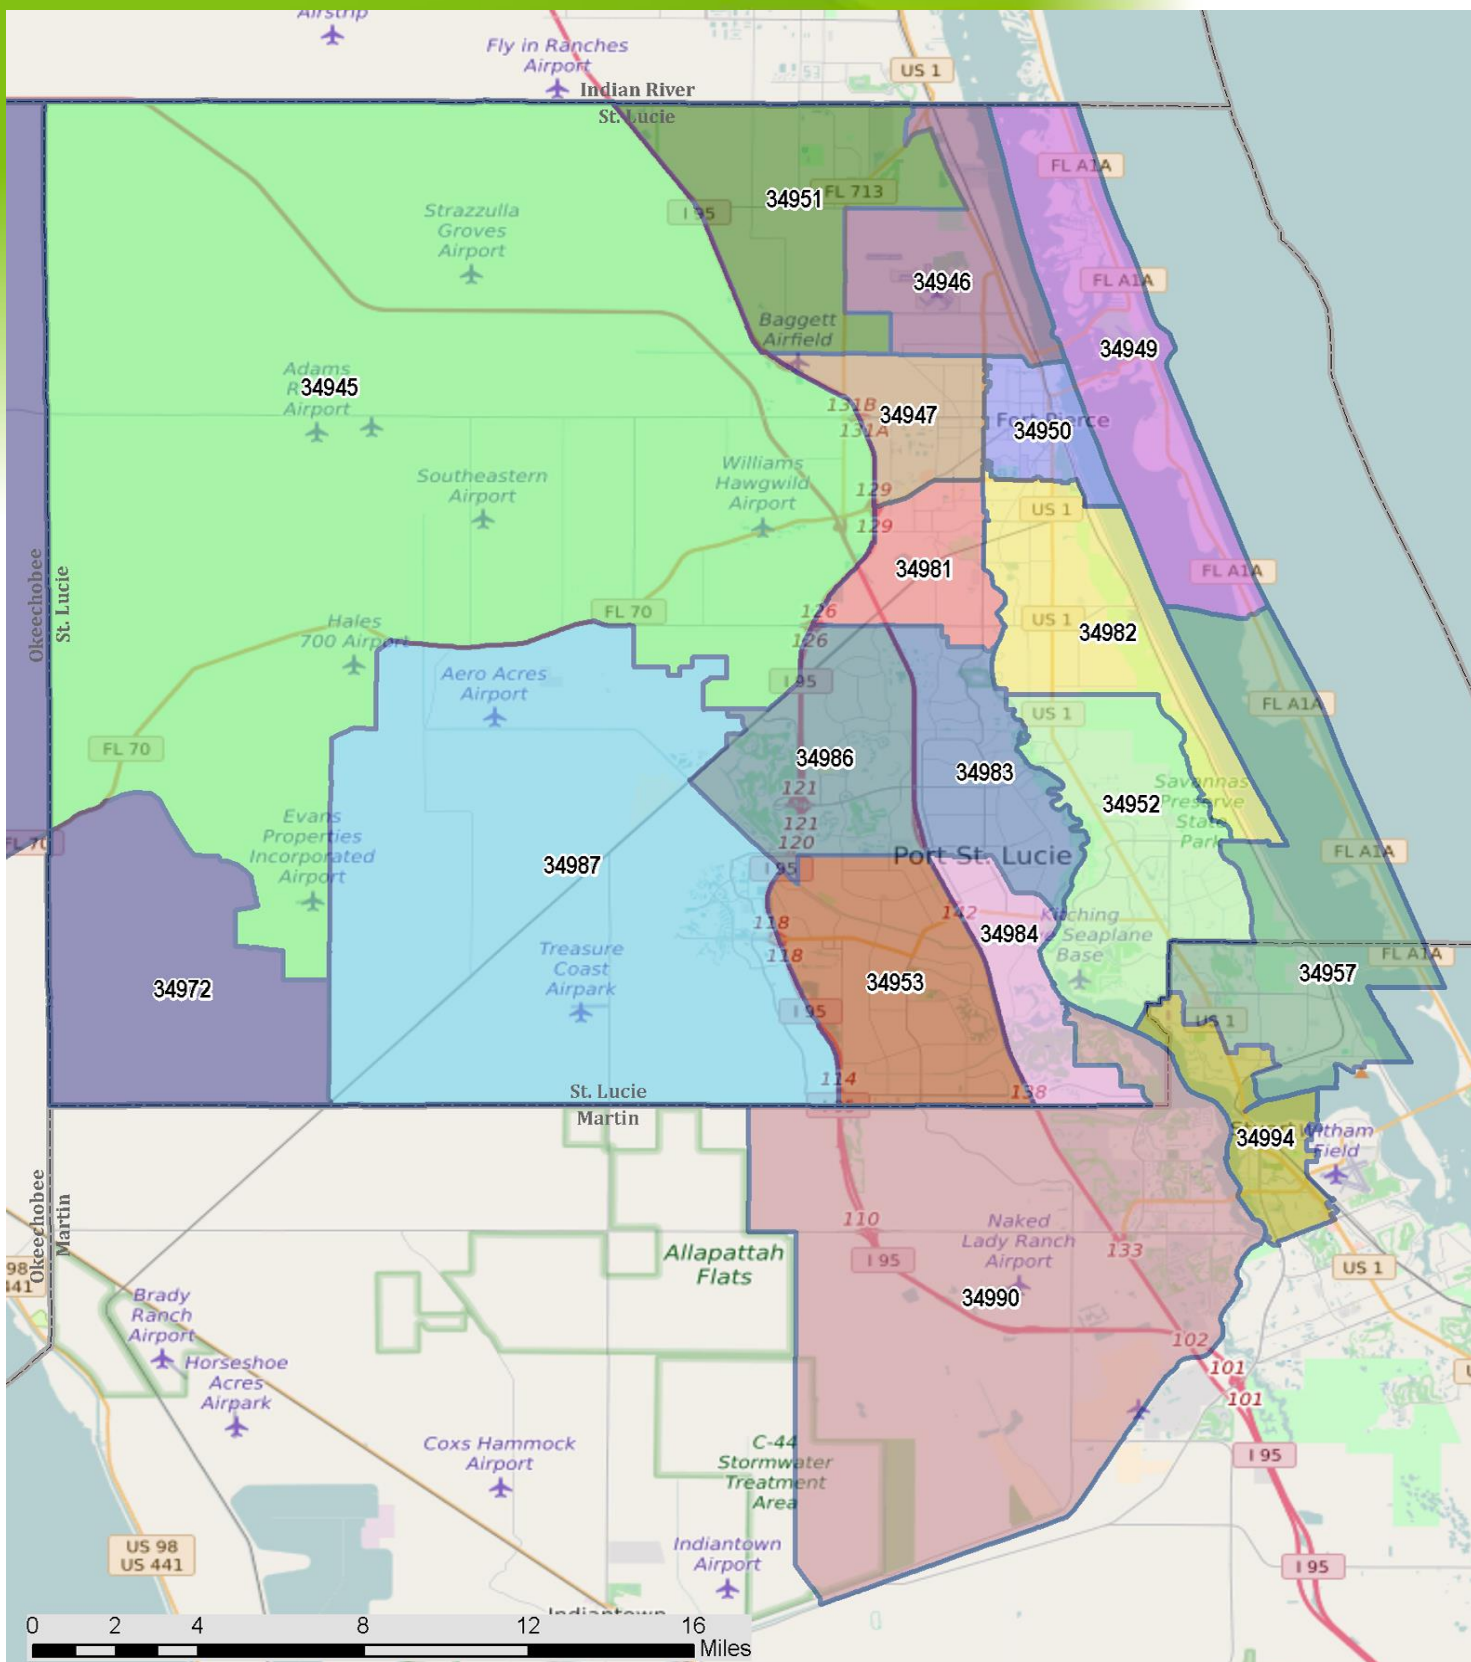 Airstrip
Fly in Ranches
Airport
US 1
Indian River
St. Lucie
FL A1A
34951
FL 713
I 95
Strazzulla
Groves
Airport
34946
FL A1A
Baggett
Airfield
34949
Adams
Airport
34945
131B
131A
34947
Fort Pierce
34950
Williams
Hawgwild
Airport
Southeastern
Airport
129
129
US 1
34981
FL A1A
Okeechobee
St. Lucie
FL 70
126
126
US 1
34982
Hales
700 Airport
Aero Acres
Airport
I 95
US 1
FL A1A
FL 70
34986
34983
121
121
120
34952
Savannas
Preserve
State
Park
Evans
Properties
Incorporated
Airport
FL 70
34987
Port St. Lucie
FL A1A
I 95
118
118
142
34984
Kitching
Seaplane
Base
FL A1A
Treasure
Coast
Airpark
34953
34957
34972
I 95
US 1
114
138
St. Lucie
Martin
34994
Witham
Field
Okeechobee
Martin
110
I 95
Naked
Lady Ranch
Airport
133
34990
US 1
Allapattah
Flats
98
441
Brady
Ranch
Airport
Horseshoe
Acres
Airpark
102
101
101
Coxs Hammock
Airport
C-44
Stormwater
Treatment
Area
I 95
US 98
US 441
Indiantown
Airport
I 95
Indiantown
0 2 4 8 12 16
Miles